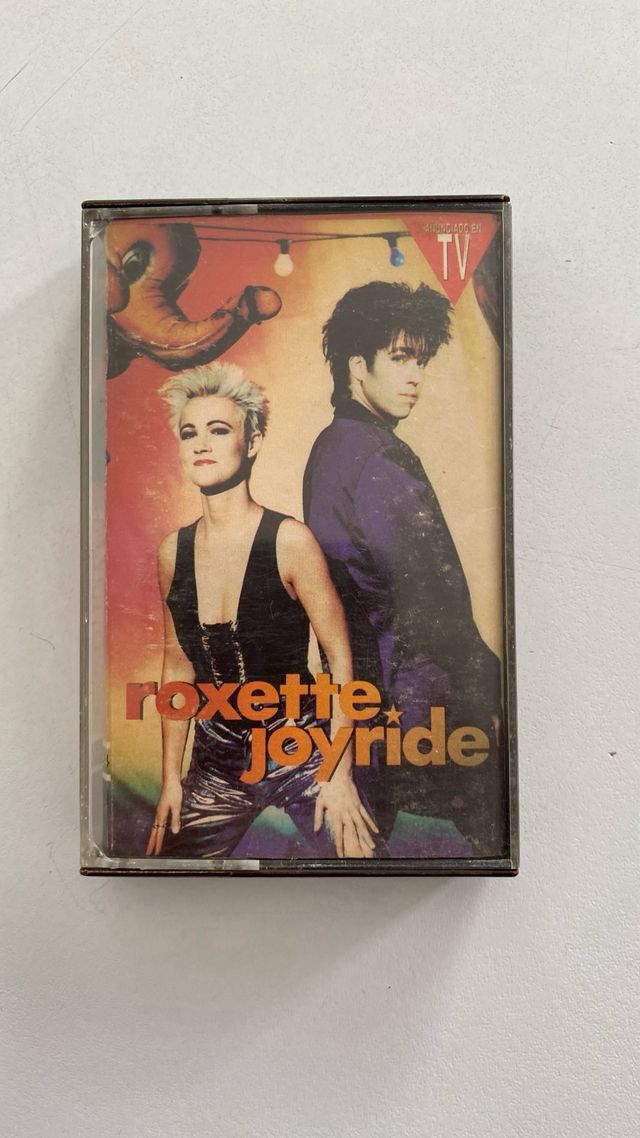 ANUNCIADO EN
TV
roxette
joyride